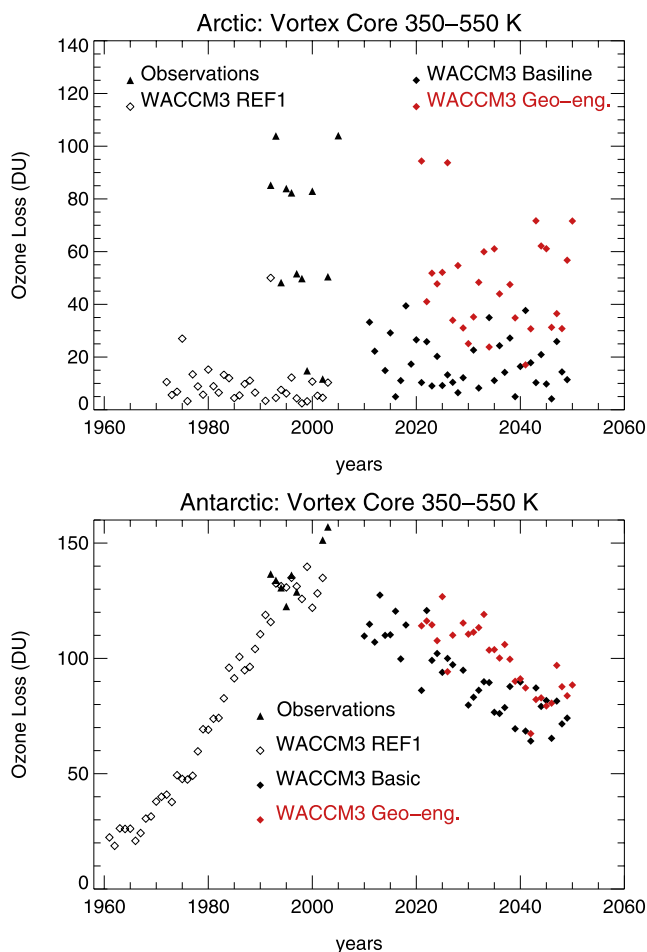 Arctic: Vortex Core 350–550 K
140
120
100
80
60
40
20
0
Ozone Loss (DU)
Observations
WACCM3 REF1
WACCM3 Basiline
WACCM3 Geo–eng.
1960 1980 2000 2020 2040 2060
years
Antarctic: Vortex Core 350–550 K
150
100
50
0
Ozone Loss (DU)
Observations
WACCM3 REF1
WACCM3 Basic
WACCM3 Geo–eng.
1960 1980 2000 2020 2040 2060
years